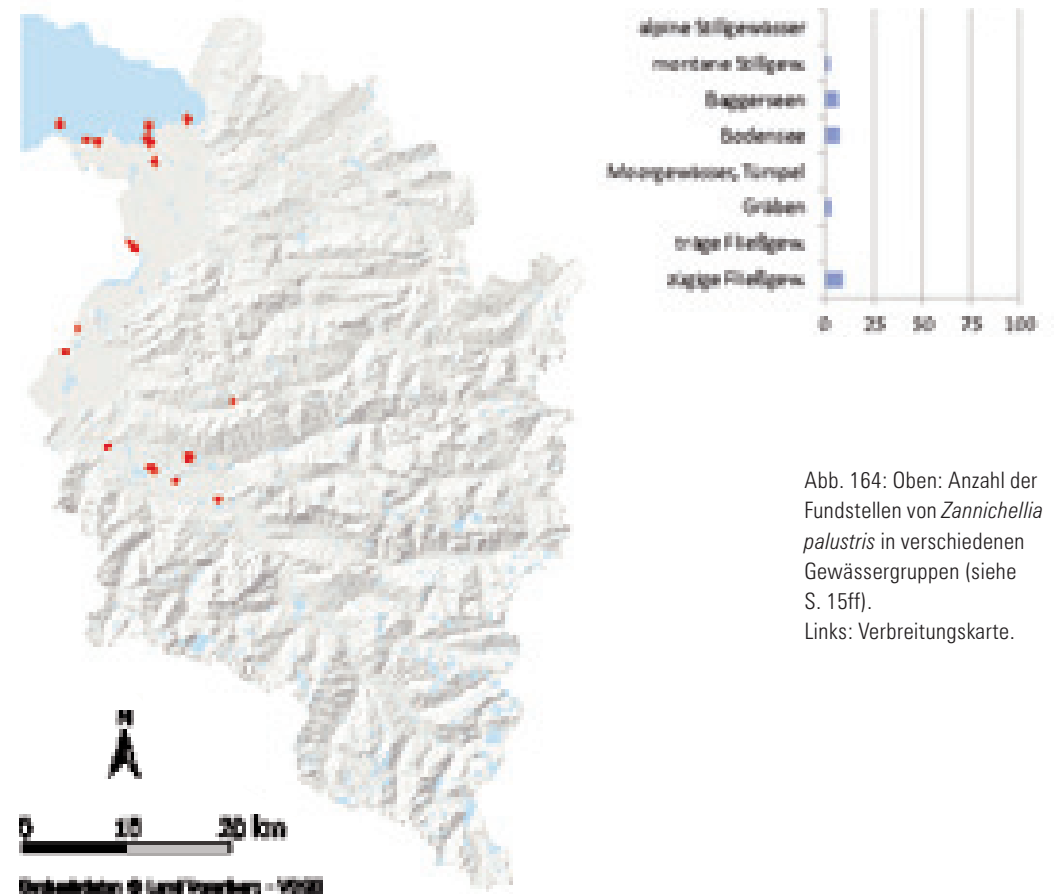 alpine Stillgewässer
montane Stillgew.
Baggerseen
Bodensee
Moorgewässer, Tümpel
Gräben
träge Fließgew.
zügige Fließgew.
0 25 50 75 100
Abb. 164: Oben: Anzahl der
Fundstellen von Zannichellia
palustris in verschiedenen
Gewässergruppen (siehe
S. 15ff).
Links: Verbreitungskarte.
N
0 10 20 km
© Land Vorarlberg -